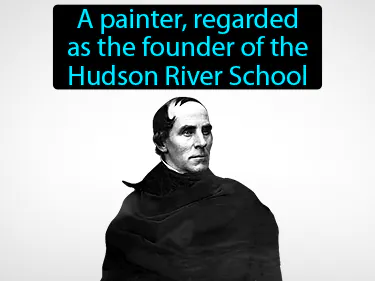 A painter, regarded
as the founder of the
Hudson River School